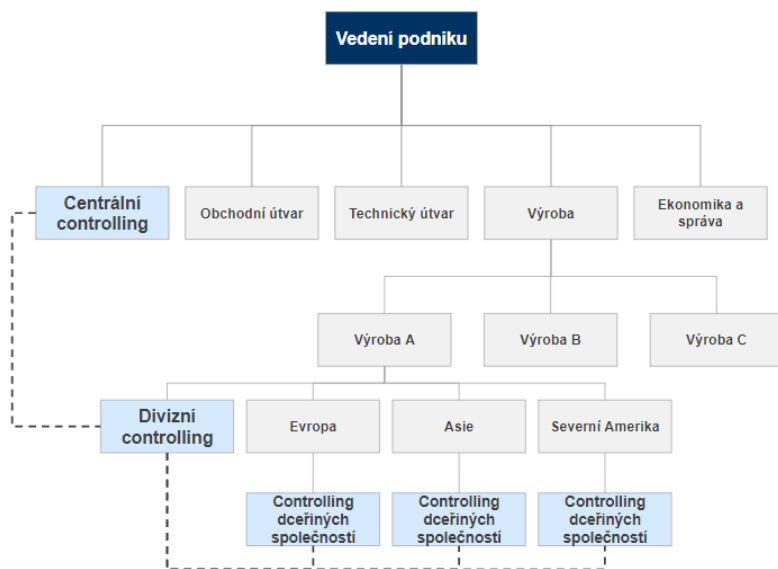 Vedení podniku
Centrální
controlling
Obchodní útvar
Technický útvar
Výroba
Ekonomika a
správa
Výroba A
Výroba B
Výroba C
Divizní
controlling
Evropa
Asie
Severní Amerika
Controlling
dceřiných
společností
Controlling
dceřiných
společností
Controlling
dceřiných
společností